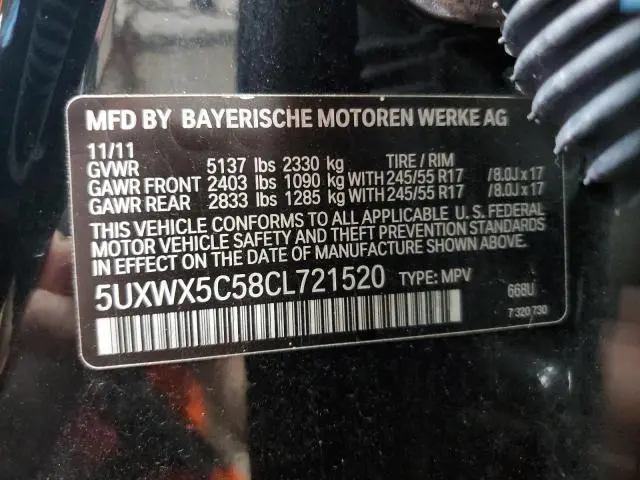 MFD BY BAYERISCHE MOTOREN WERKE AG
11/11
GVWR 5137 lbs 2330 kg TIRE / RIM
GAWR FRONT 2403 lbs 1090 kg WITH 245/55 R17 /8.0J x 17
GAWR REAR 2833 lbs 1285 kg WITH 245/55 R17 /8.0J x 17
THIS VEHICLE CONFORMS TO ALL APPLICABLE U. S. FEDERAL
MOTOR VEHICLE SAFETY AND THEFT PREVENTION STANDARDS
IN EFFECT ON THE DATE OF MANUFACTURE SHOWN ABOVE.
5UXWX5C58CL721520 TYPE: MPV 668U
7 320 730